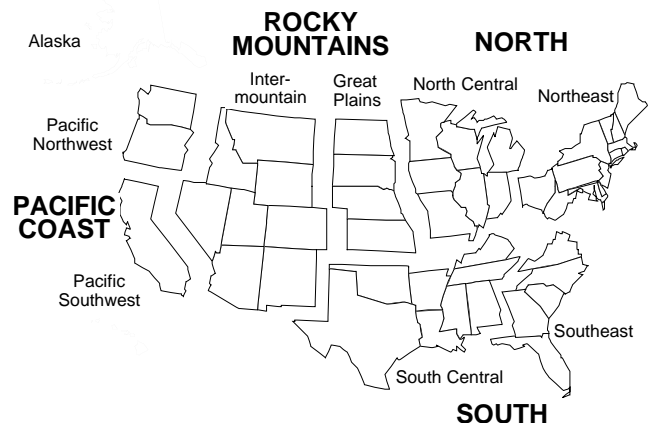 Alaska
ROCKY
MOUNTAINS
NORTH
Inter-
mountain
Great
Plains
North Central
Northeast
Pacific
Northwest
PACIFIC
COAST
Pacific
Southwest
Southeast
South Central
SOUTH